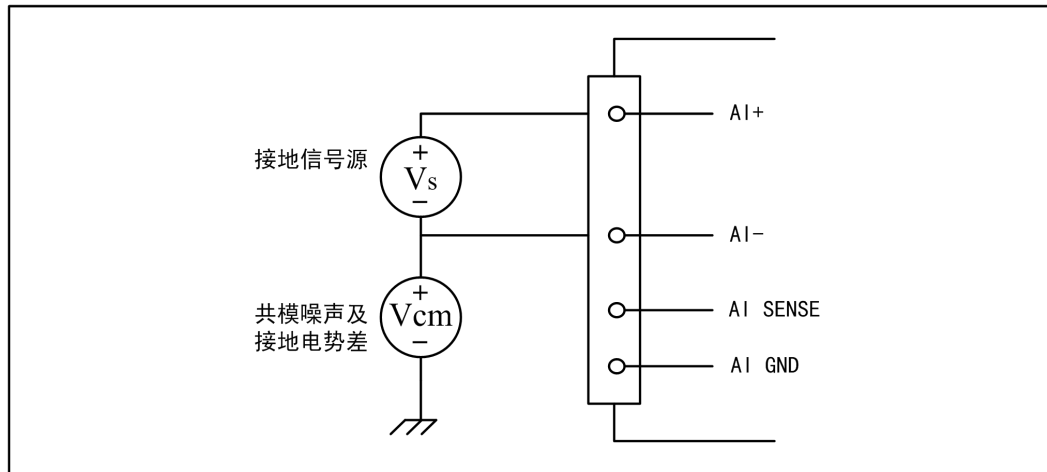 AI+
接地信号源
+
Vs
−
AI−
+
共模噪声及
Vcm
接地电势差
−
AI SENSE
AI GND